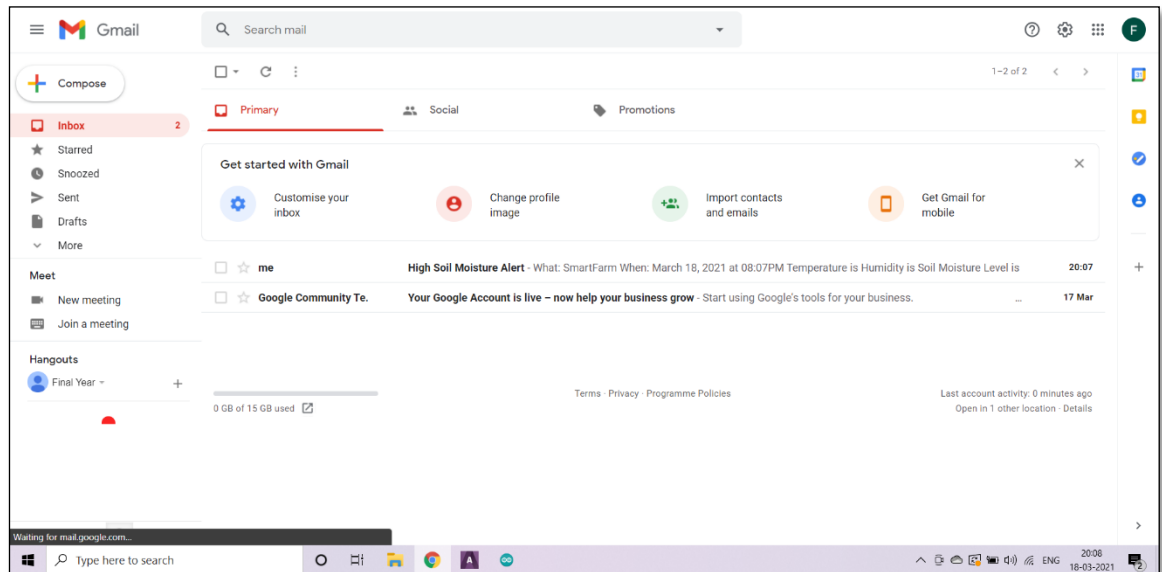 Gmail
Search mail
F
Compose
1–2 of 2
31
Primary
Social
Promotions
Inbox 2
Starred
Get started with Gmail
Snoozed
Sent
Customise your
inbox
Change profile
image
Import contacts
and emails
Get Gmail for
mobile
Drafts
More
Meet
me High Soil Moisture Alert - What: SmartFarm When: March 18, 2021 at 08:07PM Temperature is Humidity is Soil Moisture Level is 20:07
New meeting
Google Community Te. Your Google Account is live – now help your business grow - Start using Google's tools for your business. ... 17 Mar
Join a meeting
Hangouts
Final Year
0 GB of 15 GB used
Terms · Privacy · Programme Policies
Last account activity: 0 minutes ago
Open in 1 other location · Details
Waiting for mail.google.com...
Type here to search
A
ENG
20:08
18-03-2021
2